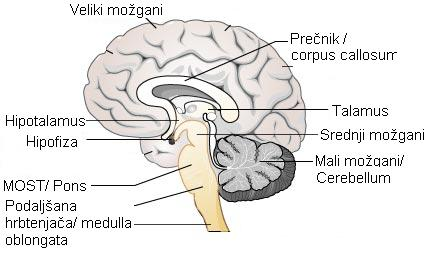 Veliki možgani
Prečnik /
corpus callosum
Hipotalamus
Talamus
Hipofiza
Srednji možgani
Mali možgani/
Cerebellum
MOST/ Pons
Podaljšana
hrbtenjača/ medulla
oblongata